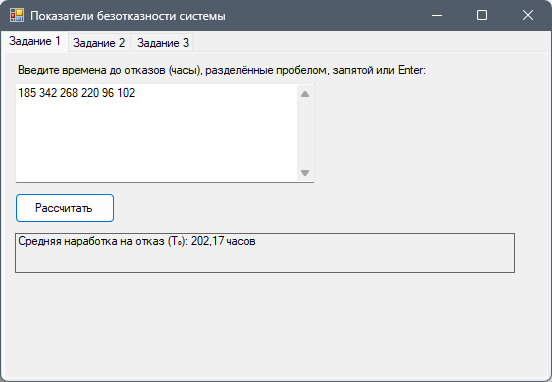 Показатели безотказности системы
Задание 1 Задание 2 Задание 3
Введите времена до отказов (часы), разделённые пробелом, запятой или Enter:
185 342 268 220 96 102
Рассчитать
Средняя наработка на отказ (T₀): 202,17 часов